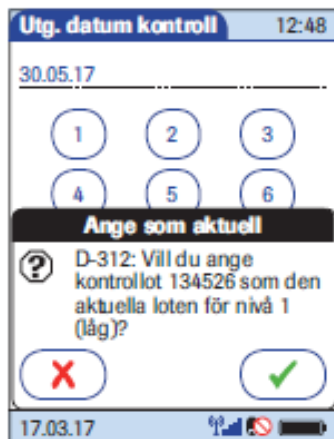 Utg. datum kontroll 12:48
30.05.17
1 2 3
4 5 6
Ange som aktuell
D-312: Vill du ange
kontrollot 134526 som den
aktuella loten för nivå 1
(låg)?
17.03.17